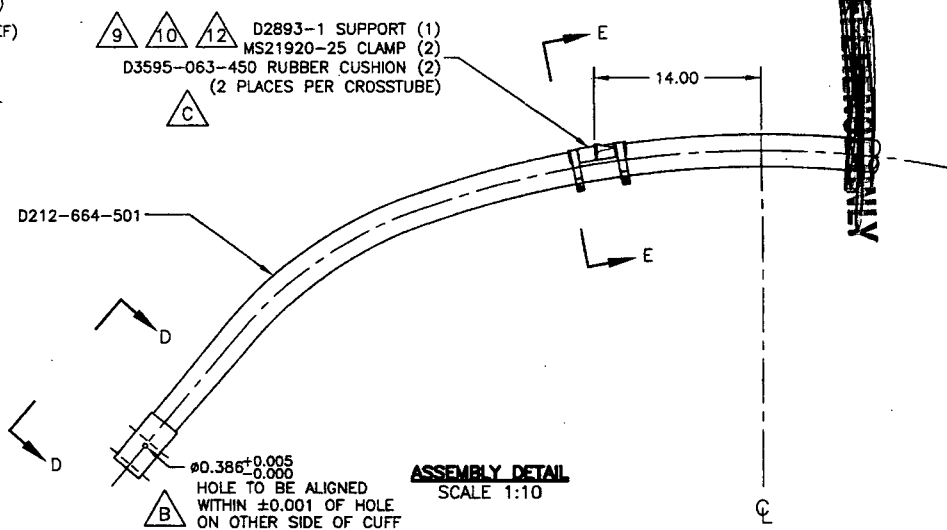 EF)
9 10 12 D2893-1 SUPPORT (1)
MS21920-25 CLAMP (2)
D3595-063-450 RUBBER CUSHION (2)
(2 PLACES PER CROSSTUBE)
C
E
14.00
D212-664-501
E
D
D
ø0.386 +0.005 -0.000
B HOLE TO BE ALIGNED
WITHIN ±0.001 OF HOLE
ON OTHER SIDE OF CUFF
ASSEMBLY DETAIL
SCALE 1:10
℄